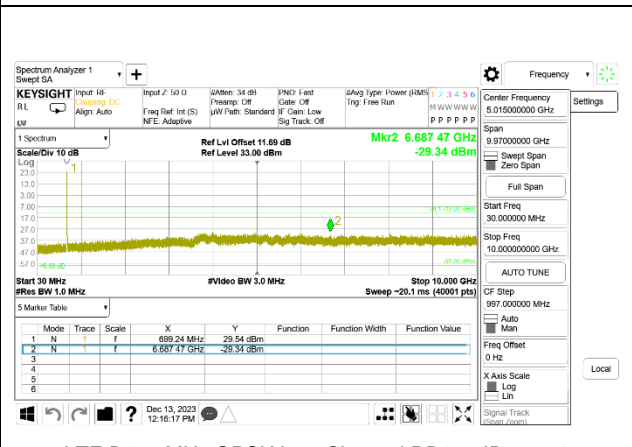 Spectrum Analyzer 1
Swept SA
Frequency
Settings
KEYSIGHT
RL
Input: RF
Coupling: DC
Align: Auto
Input Z: 50 Ω
Freq Ref: Int (S)
NFE: Adaptive
#Atten: 34 dB
Preamp: Off
µW Path: Standard
PNO: Fast
Gate: Off
IF Gain: Low
Sig Track: Off
#Avg Type: Power (RMS
Trig: Free Run
1 2 3 4 5 6
M W W W W W
P P P P P P
1 Spectrum
Scale/Div 10 dB
Log
Ref Lvl Offset 11.69 dB
Ref Level 33.00 dBm
Mkr2 6.687 47 GHz
-29.34 dBm
23.0
13.0
3.00
7.00
17.0
27.0
37.0
47.0
57.0
1
2
Start 30 MHz
#Res BW 1.0 MHz
#Video BW 3.0 MHz
Stop 10.000 GHz
Sweep ~20.1 ms (40001 pts)
5 Marker Table
Mode Trace Scale X Y Function Function Width Function Value
1 N 1 f 699.24 MHz 29.54 dBm
2 N 1 f 6.687 47 GHz -29.34 dBm
3
4
5
6
Dec 13, 2023
12:16:17 PM
Center Frequency
5.015000000 GHz
Span
9.97000000 GHz
Swept Span
Zero Span
Full Span
Start Freq
30.000000 MHz
Stop Freq
10.00000000 GHz
AUTO TUNE
CF Step
997.000000 MHz
Auto
Man
Freq Offset
0 Hz
X Axis Scale
Log
Lin
Signal Track
(Span Zoom)
Local